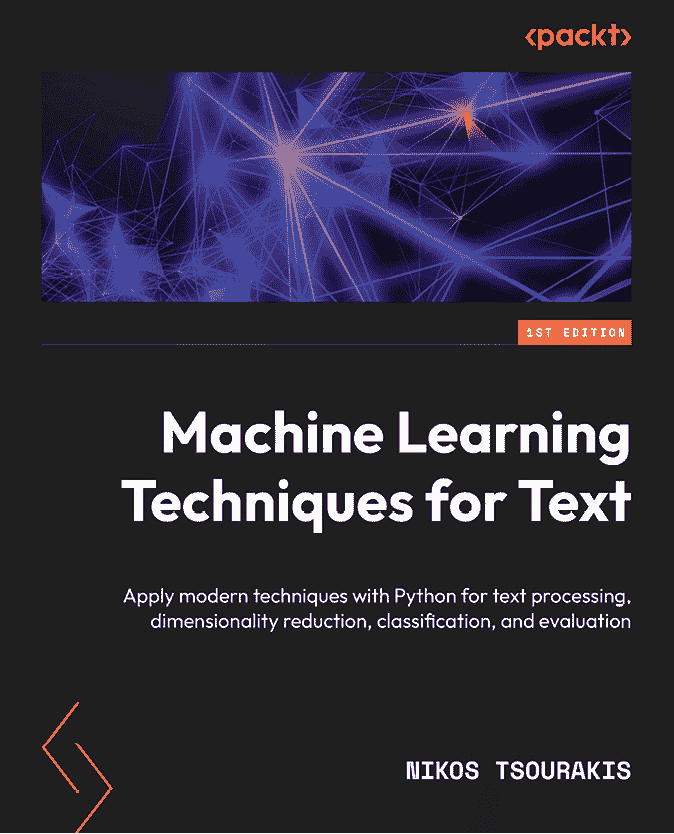 <packt>
1ST EDITION
Machine Learning
Techniques for Text
Apply modern techniques with Python for text processing,
dimensionality reduction, classification, and evaluation
NIKOS TSOURAKIS